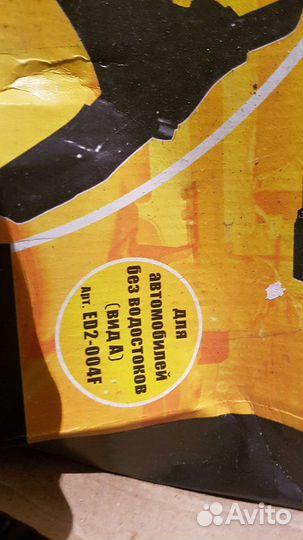 для
автомобилей
без водостоков
(вид А)
Арт. ED2-004F
Avito